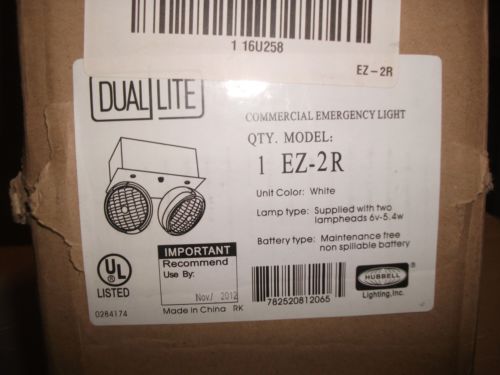 1 16U258
EZ-2R
DUAL LITE
COMMERCIAL EMERGENCY LIGHT
QTY. MODEL:
1 EZ-2R
Unit Color: White
Lamp type: Supplied with two
lampheads 6v-5.4w
Battery type: Maintenance free
non spillable battery
IMPORTANT
Recommend
Use By:
Nov/ 2012
Made in China RK
UL
LISTED
0284174
782520812065
HUBBELL
Lighting, Inc.